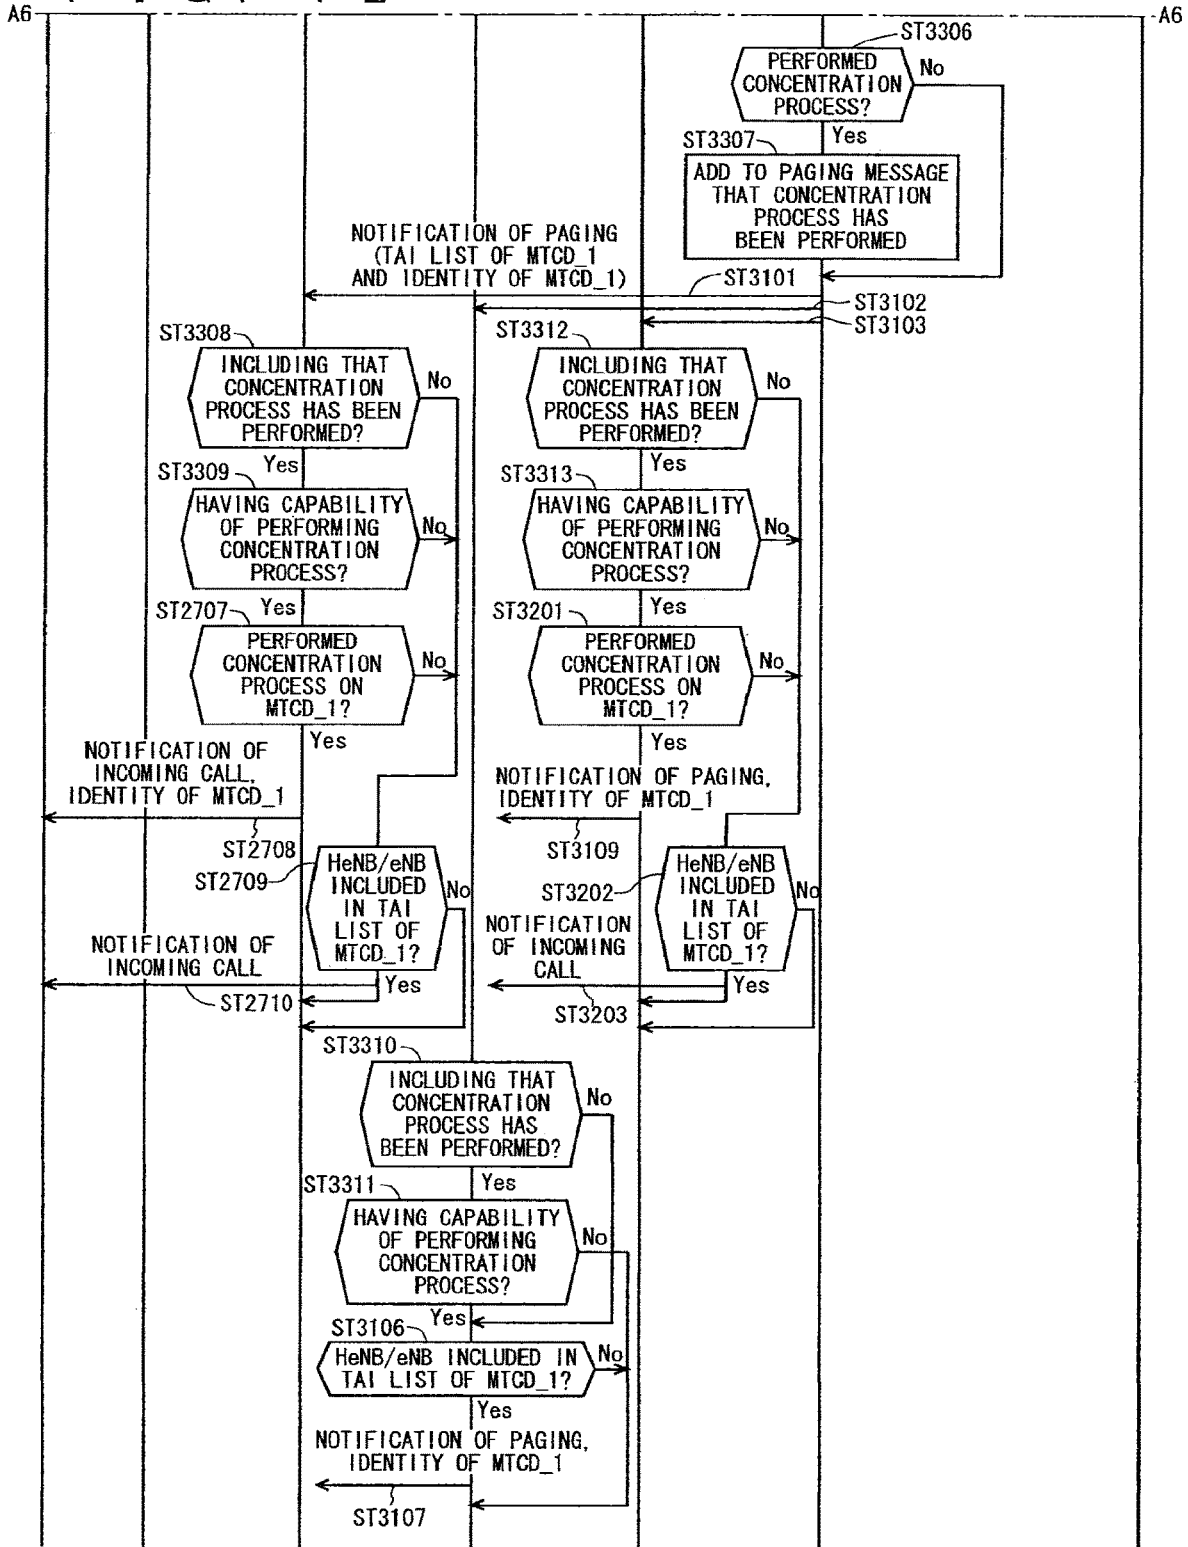 A6
A6
ST3306
PERFORMED
CONCENTRATION
PROCESS?
No
Yes
ST3307
ADD TO PAGING MESSAGE
THAT CONCENTRATION
PROCESS HAS
BEEN PERFORMED
NOTIFICATION OF PAGING
(TAI LIST OF MTCD_1
AND IDENTITY OF MTCD_1)
ST3101
ST3102
ST3103
ST3308
INCLUDING THAT
CONCENTRATION
PROCESS HAS BEEN
PERFORMED?
No
Yes
ST3309
HAVING CAPABILITY
OF PERFORMING
CONCENTRATION
PROCESS?
No
Yes
ST2707
PERFORMED
CONCENTRATION
PROCESS ON
MTCD_1?
No
Yes
NOTIFICATION OF
INCOMING CALL,
IDENTITY OF MTCD_1
ST2708
ST2709
HeNB/eNB
INCLUDED
IN TAI
LIST OF
MTCD_1?
No
Yes
NOTIFICATION OF
INCOMING CALL
ST2710
ST3312
INCLUDING THAT
CONCENTRATION
PROCESS HAS BEEN
PERFORMED?
No
Yes
ST3313
HAVING CAPABILITY
OF PERFORMING
CONCENTRATION
PROCESS?
No
Yes
ST3201
PERFORMED
CONCENTRATION
PROCESS ON
MTCD_1?
No
Yes
NOTIFICATION OF PAGING,
IDENTITY OF MTCD_1
ST3109
ST3202
HeNB/eNB
INCLUDED
IN TAI
LIST OF
MTCD_1?
No
Yes
NOTIFICATION
OF INCOMING
CALL
ST3203
ST3310
INCLUDING THAT
CONCENTRATION
PROCESS HAS
BEEN PERFORMED?
No
Yes
ST3311
HAVING CAPABILITY
OF PERFORMING
CONCENTRATION
PROCESS?
No
Yes
ST3106
HeNB/eNB INCLUDED IN
TAI LIST OF MTCD_1?
No
Yes
NOTIFICATION OF PAGING,
IDENTITY OF MTCD_1
ST3107